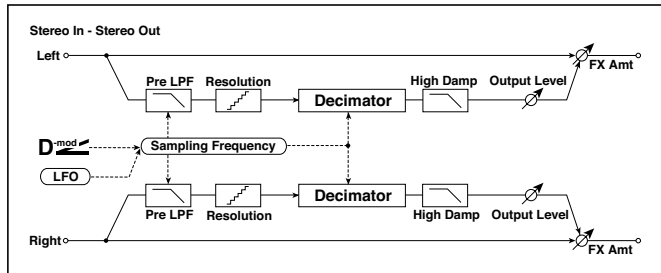 Stereo In - Stereo Out
Left
FX Amt
Pre LPF
Resolution
Decimator
High Damp
Output Level
D-mod
Sampling Frequency
LFO
Pre LPF
Resolution
Decimator
High Damp
Output Level
Right
FX Amt